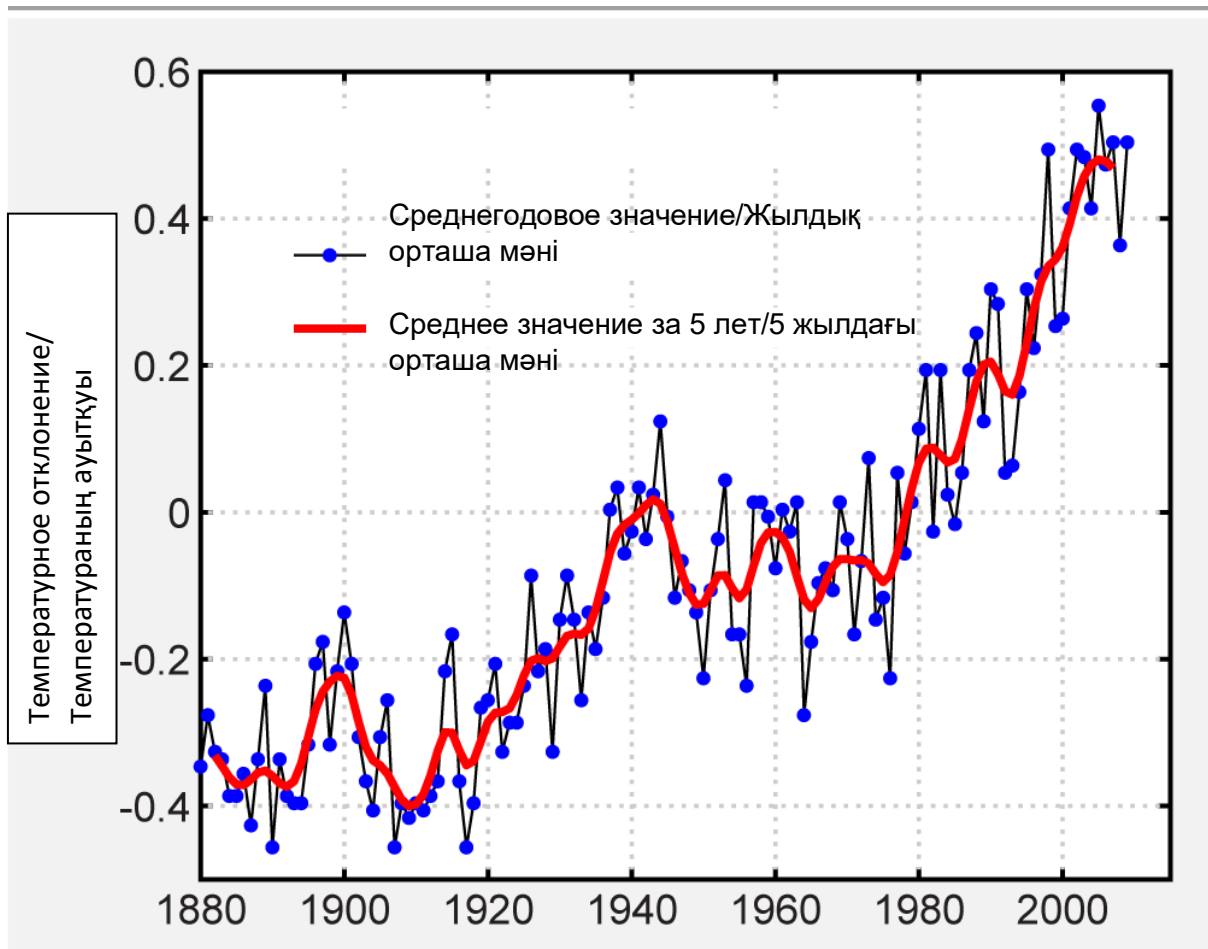 Температурное отклонение/
Температураның ауытқуы
0.6
0.4
0.2
0
-0.2
-0.4
Среднегодовое значение/Жылдық
орташа мәні
Среднее значение за 5 лет/5 жылдағы
орташа мәні
1880 1900 1920 1940 1960 1980 2000